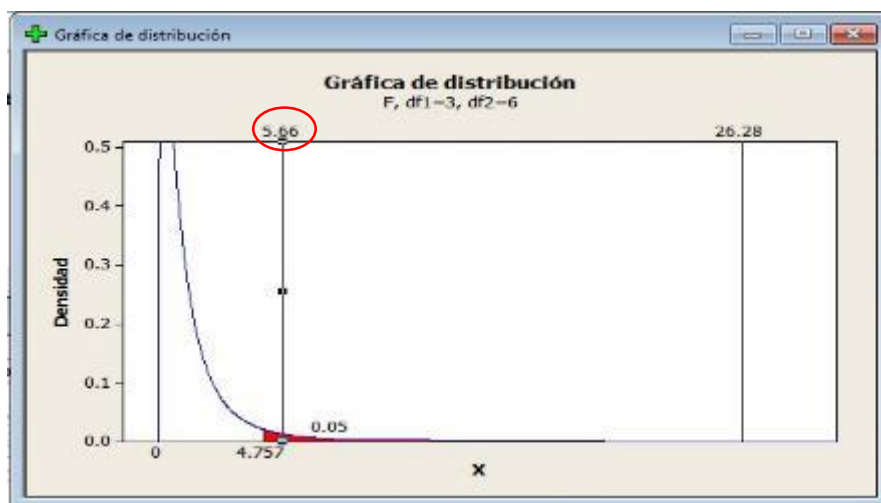 Gráfica de distribución
Gráfica de distribución
F, df1=3, df2=6
5.66 26.28
0.5
0.4
0.3
0.2
0.1
0.0
Densidad
0.05
0 4.757
X